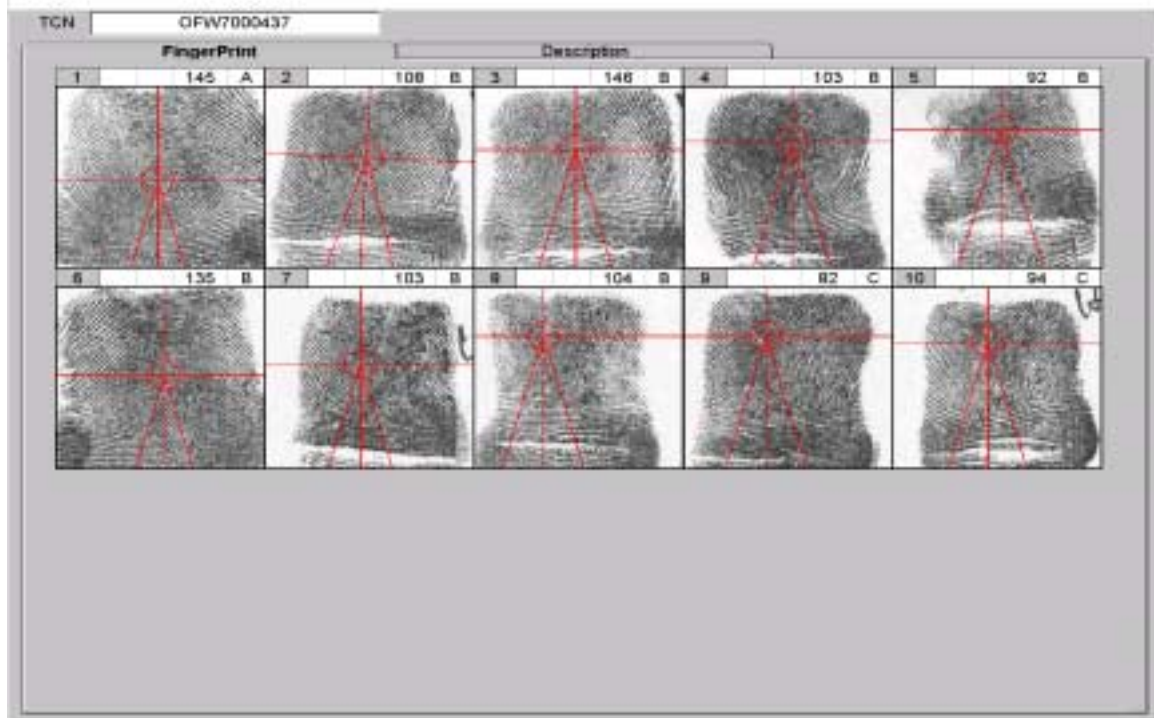 TCN OFW7000437
FingerPrint Description
1 145 A 2 108 B 3 146 B 4 103 B 5 92 B
6 135 B 7 103 B 8 104 B 9 92 C 10 94 C